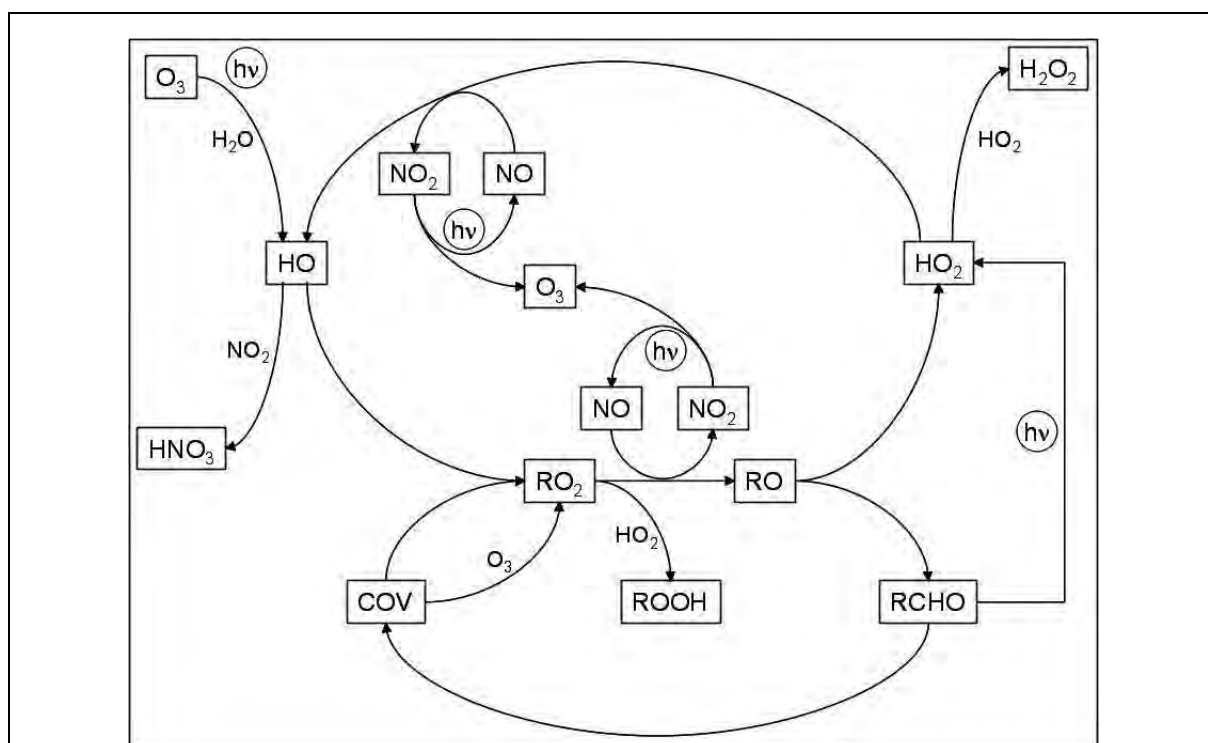 O₃
hν
H₂O₂
H₂O
HO₂
NO₂
NO
hν
HO
HO₂
O₃
NO₂
hν
NO
NO₂
hν
HNO₃
RO₂
RO
HO₂
O₃
COV
ROOH
RCHO